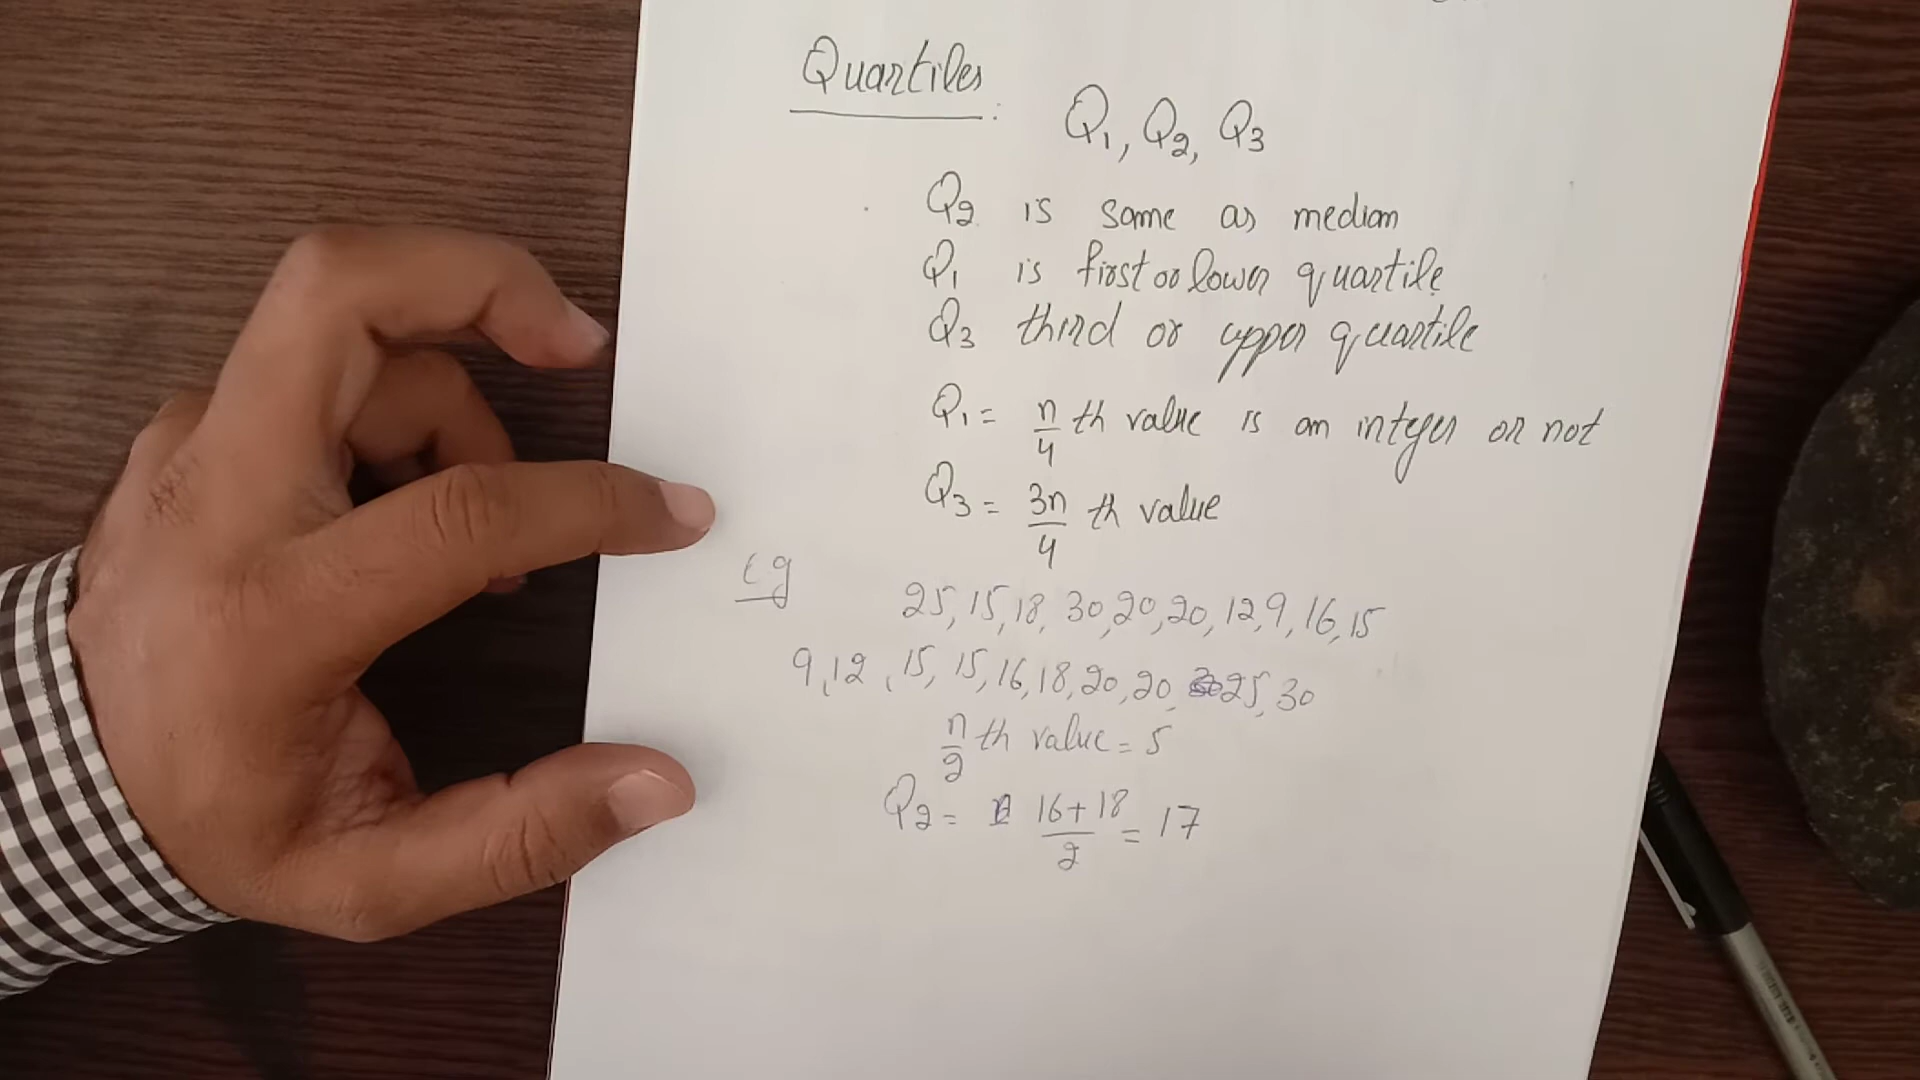 Quartiles:
Q1, Q2, Q3
Q2 is same as median
Q1 is first or lower quartile
Q3 third or upper quartile
Q1 = n/4 th value is an integer or not
Q3 = 3n/4 th value
eg
25, 15, 18, 30, 20, 20, 12, 9, 16, 15
9, 12, 15, 15, 16, 18, 20, 20, 25, 30
n/2 th value = 5
Q2 = 16+18/2 = 17